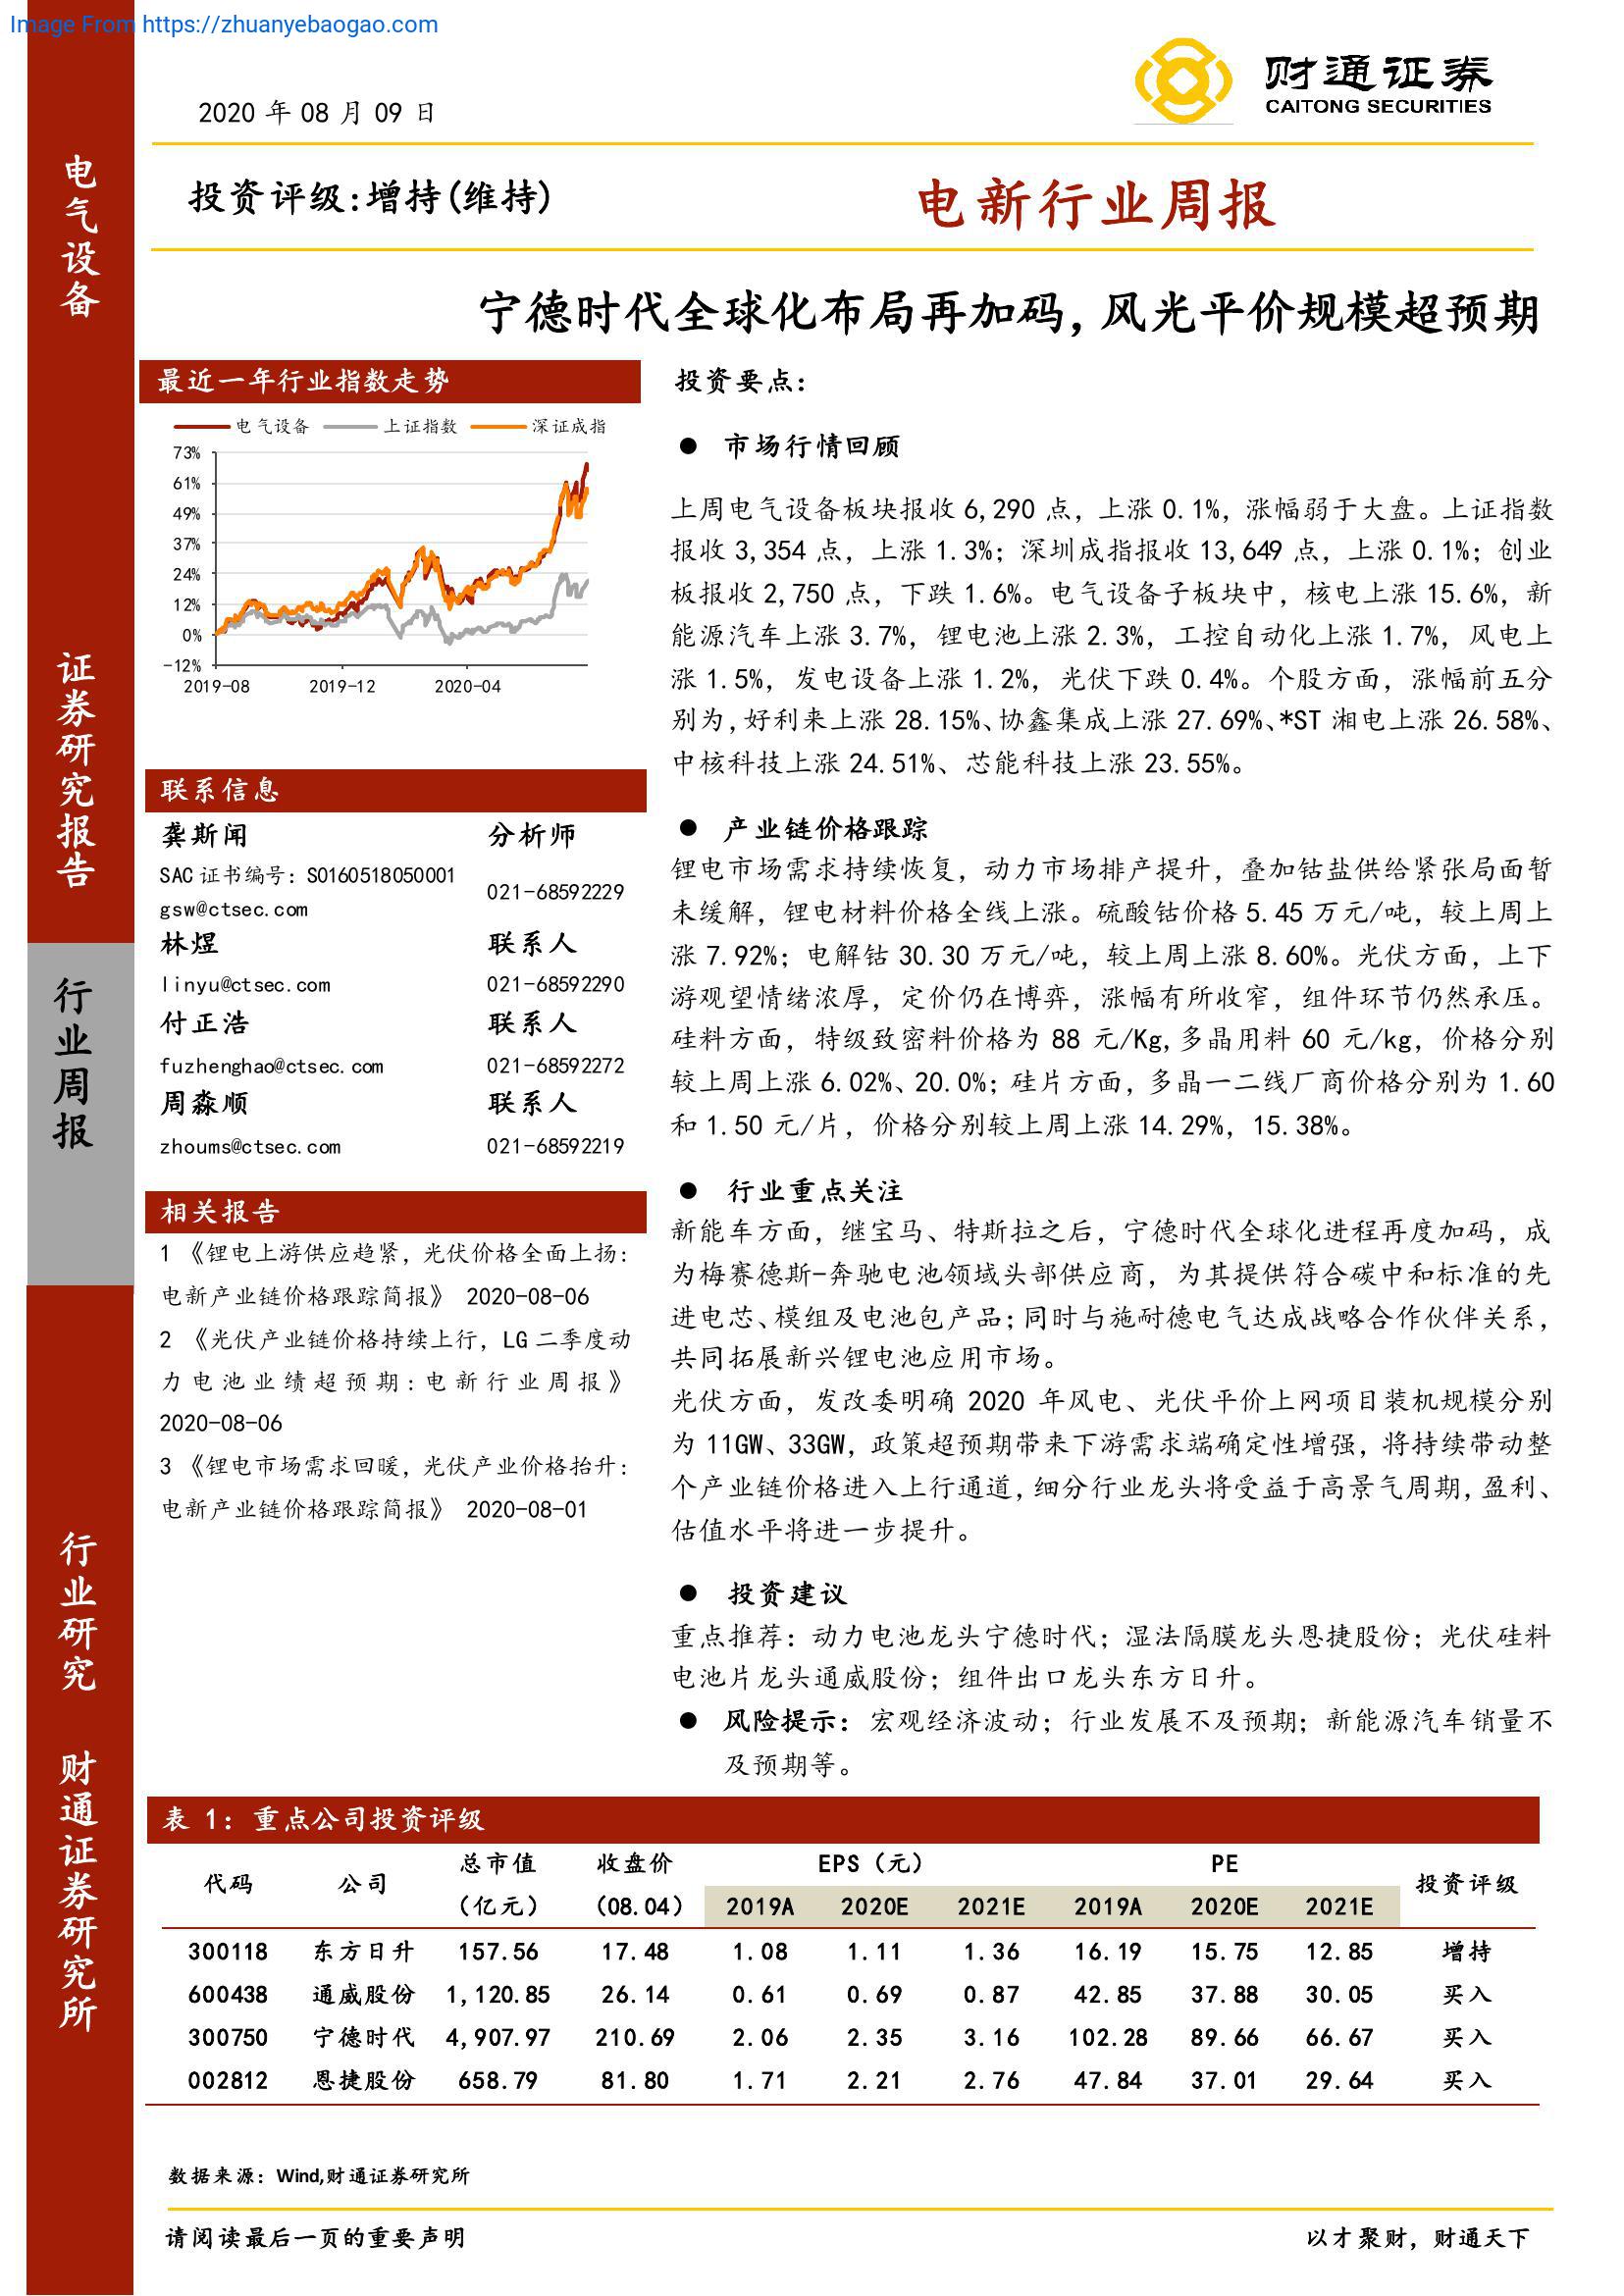 Image From https://zhuanyebaogao.com
财通证券
CAITONG SECURITIES
2020 年 08 月 09 日
投资评级:增持(维持)
电新行业周报
宁德时代全球化布局再加码,风光平价规模超预期
电气设备
证券研究报告
行业周报
行业研究
财通证券研究所
最近一年行业指数走势
电气设备 上证指数 深证成指
73%
61%
49%
37%
24%
12%
0%
-12%
2019-08 2019-12 2020-04
联系信息
龚斯闻 分析师
SAC 证书编号：S0160518050001
021-68592229
gsw@ctsec.com
林煜 联系人
linyu@ctsec.com 021-68592290
付正浩 联系人
fuzhenghao@ctsec.com 021-68592272
周淼顺 联系人
zhoums@ctsec.com 021-68592219
相关报告
1 《锂电上游供应趋紧，光伏价格全面上扬:
电新产业链价格跟踪简报》 2020-08-06
2 《光伏产业链价格持续上行，LG 二季度动
力电池业绩超预期:电新行业周报》
2020-08-06
3 《锂电市场需求回暖，光伏产业价格抬升:
电新产业链价格跟踪简报》 2020-08-01
投资要点：
● 市场行情回顾
上周电气设备板块报收 6,290 点，上涨 0.1%，涨幅弱于大盘。上证指数
报收 3,354 点，上涨 1.3%；深圳成指报收 13,649 点，上涨 0.1%；创业
板报收 2,750 点，下跌 1.6%。电气设备子板块中，核电上涨 15.6%，新
能源汽车上涨 3.7%，锂电池上涨 2.3%，工控自动化上涨 1.7%，风电上
涨 1.5%，发电设备上涨 1.2%，光伏下跌 0.4%。个股方面，涨幅前五分
别为,好利来上涨 28.15%、协鑫集成上涨 27.69%、*ST 湘电上涨 26.58%、
中核科技上涨 24.51%、芯能科技上涨 23.55%。
● 产业链价格跟踪
锂电市场需求持续恢复，动力市场排产提升，叠加钴盐供给紧张局面暂
未缓解，锂电材料价格全线上涨。硫酸钴价格 5.45 万元/吨，较上周上
涨 7.92%；电解钴 30.30 万元/吨，较上周上涨 8.60%。光伏方面，上下
游观望情绪浓厚，定价仍在博弈，涨幅有所收窄，组件环节仍然承压。
硅料方面，特级致密料价格为 88 元/Kg,多晶用料 60 元/kg，价格分别
较上周上涨 6.02%、20.0%；硅片方面，多晶一二线厂商价格分别为 1.60
和 1.50 元/片，价格分别较上周上涨 14.29%，15.38%。
● 行业重点关注
新能车方面，继宝马、特斯拉之后，宁德时代全球化进程再度加码，成
为梅赛德斯-奔驰电池领域头部供应商，为其提供符合碳中和标准的先
进电芯、模组及电池包产品；同时与施耐德电气达成战略合作伙伴关系，
共同拓展新兴锂电池应用市场。
光伏方面，发改委明确 2020 年风电、光伏平价上网项目装机规模分别
为 11GW、33GW，政策超预期带来下游需求端确定性增强，将持续带动整
个产业链价格进入上行通道,细分行业龙头将受益于高景气周期,盈利、
估值水平将进一步提升。
● 投资建议
重点推荐：动力电池龙头宁德时代；湿法隔膜龙头恩捷股份；光伏硅料
电池片龙头通威股份；组件出口龙头东方日升。
● 风险提示：宏观经济波动；行业发展不及预期；新能源汽车销量不
及预期等。
表 1：重点公司投资评级
代码 公司 总市值 收盘价 EPS（元） PE 投资评级
（亿元） （08.04） 2019A 2020E 2021E 2019A 2020E 2021E
300118 东方日升 157.56 17.48 1.08 1.11 1.36 16.19 15.75 12.85 增持
600438 通威股份 1,120.85 26.14 0.61 0.69 0.87 42.85 37.88 30.05 买入
300750 宁德时代 4,907.97 210.69 2.06 2.35 3.16 102.28 89.66 66.67 买入
002812 恩捷股份 658.79 81.80 1.71 2.21 2.76 47.84 37.01 29.64 买入
数据来源：Wind,财通证券研究所
请阅读最后一页的重要声明
以才聚财，财通天下